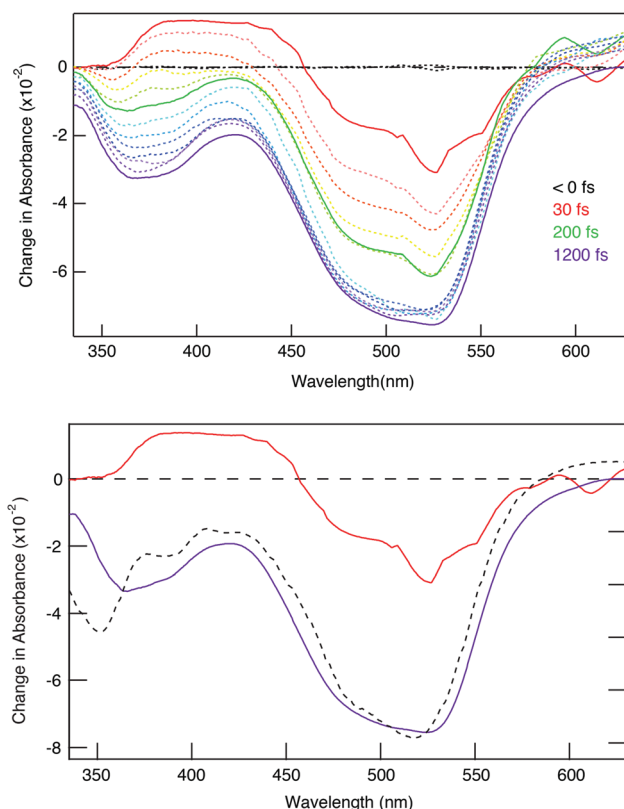 0
-2
-4
-6
Change in Absorbance (x10⁻²)
< 0 fs
30 fs
200 fs
1200 fs
350 400 450 500 550 600
Wavelength(nm)
0
-2
-4
-6
-8
Change in Absorbance (x10⁻²)
350 400 450 500 550 600
Wavelength (nm)